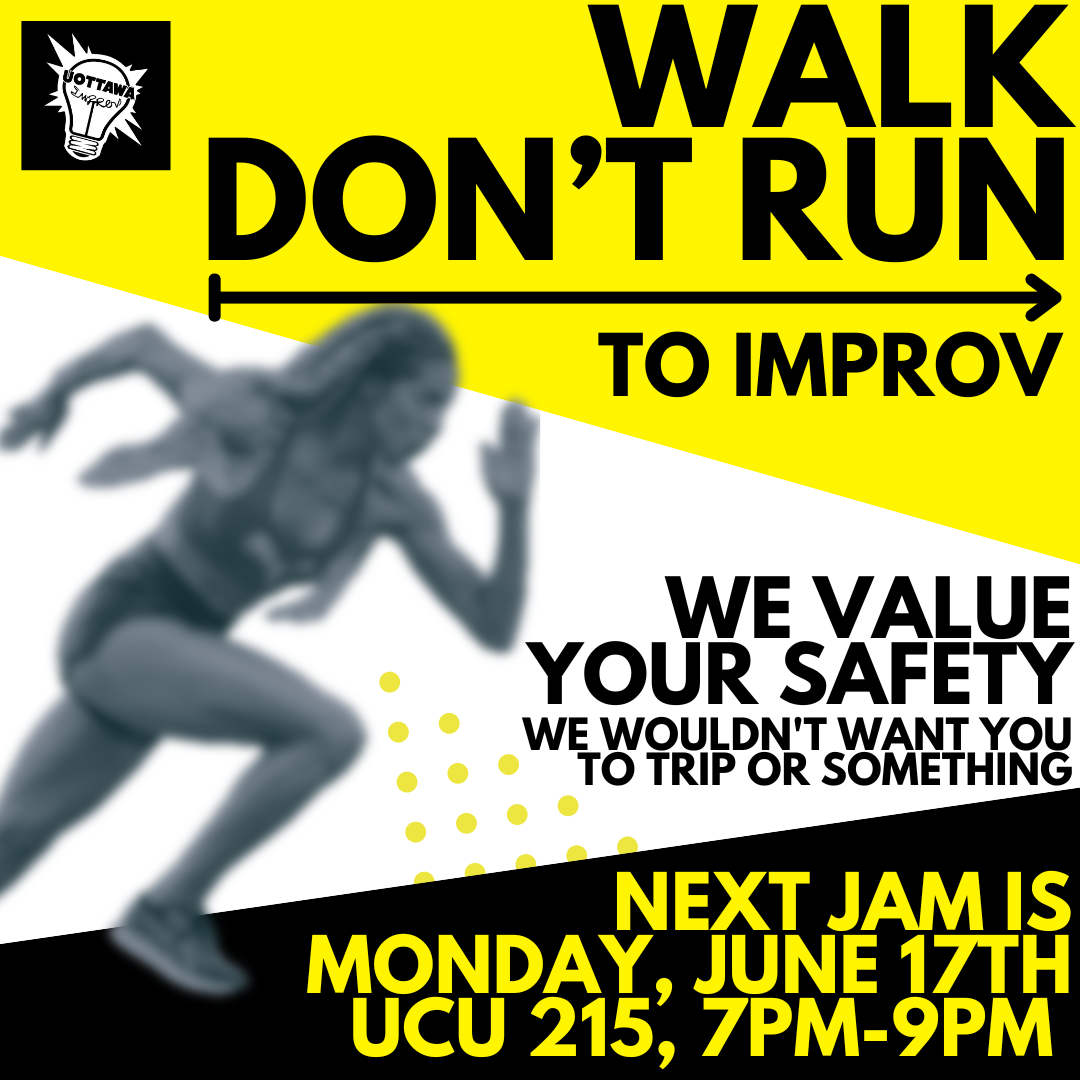 UOTTAWA
IMPROV
WALK
DON'T RUN
TO IMPROV
WE VALUE
YOUR SAFETY
WE WOULDN'T WANT YOU
TO TRIP OR SOMETHING
NEXT JAM IS
MONDAY, JUNE 17TH
UCU 215, 7PM-9PM